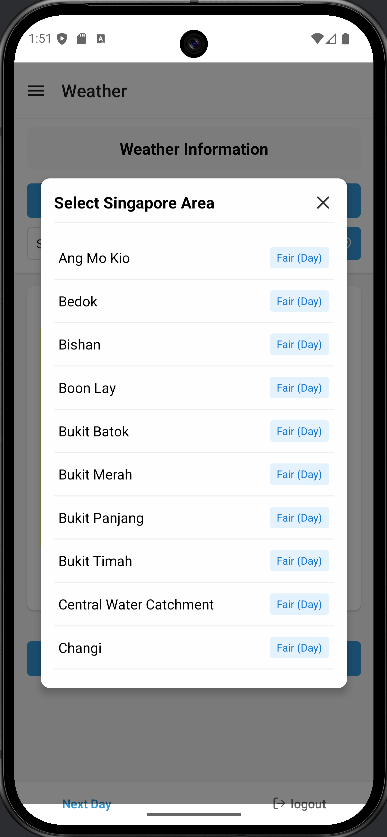 1:51
Weather
Weather Information
Select Singapore Area
Ang Mo Kio Fair (Day)
Bedok Fair (Day)
Bishan Fair (Day)
Boon Lay Fair (Day)
Bukit Batok Fair (Day)
Bukit Merah Fair (Day)
Bukit Panjang Fair (Day)
Bukit Timah Fair (Day)
Central Water Catchment Fair (Day)
Changi Fair (Day)
Next Day logout